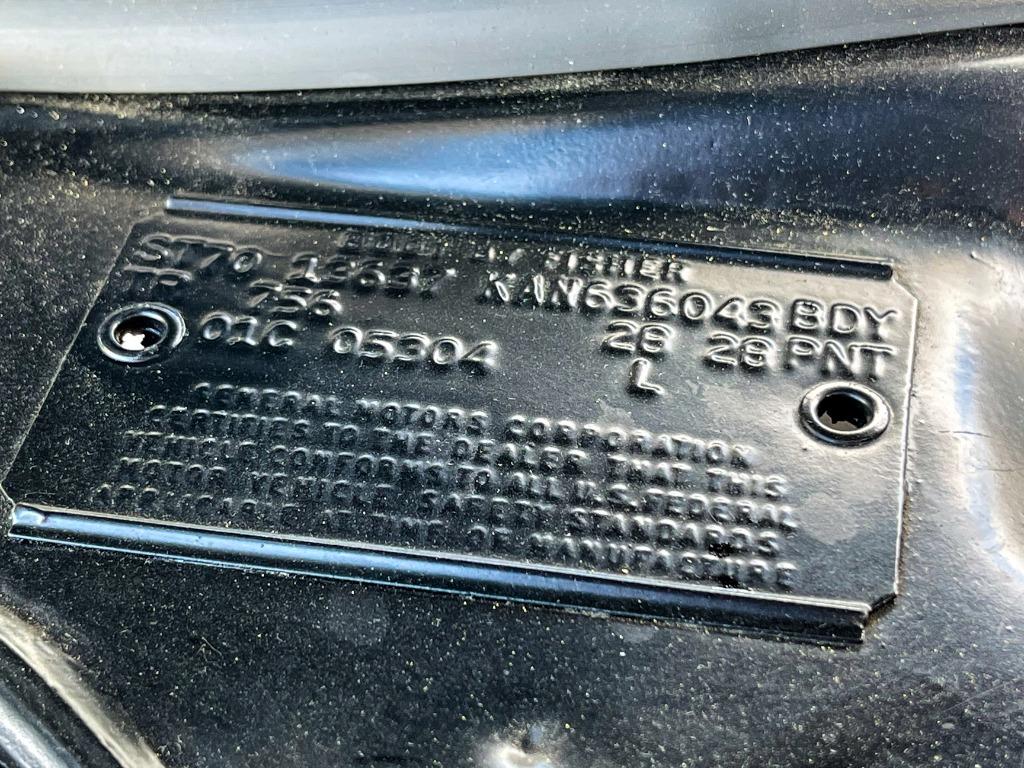 BODY BY FISHER
ST70 13637 KAN636043 BDY
TR 756 28 28 PNT
01C 05304 L
GENERAL MOTORS CORPORATION
CERTIFIES TO THE DEALER THAT THIS
VEHICLE CONFORMS TO ALL U.S. FEDERAL
MOTOR VEHICLE SAFETY STANDARDS
APPLICABLE AT TIME OF MANUFACTURE